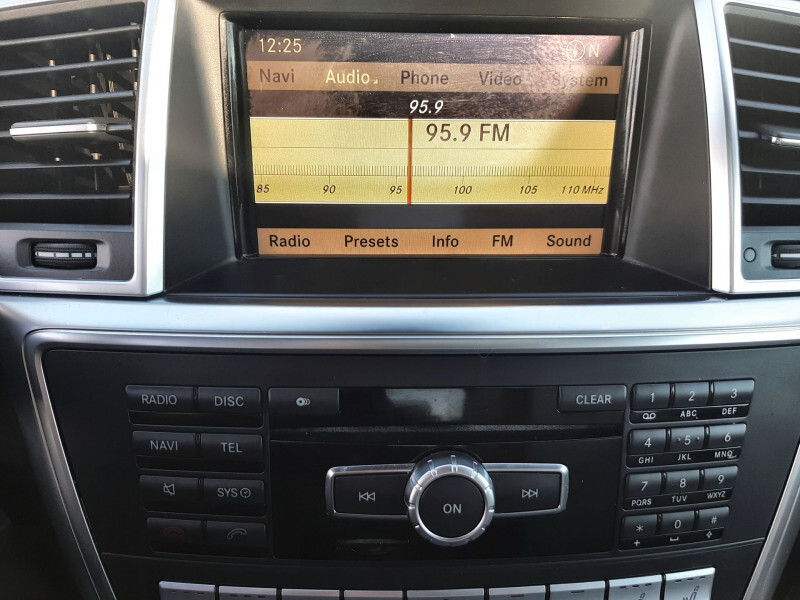 12:25 N
Navi Audio Phone Video System
95.9
95.9 FM
85 90 95 100 105 110 MHz
Radio Presets Info FM Sound
RADIO DISC CLEAR 1 2 3
ABC DEF
NAVI TEL 4 5 6
GHI JKL MNO
SYS 7 8 9
PQRS TUV WXYZ
ON
* 0 #
+